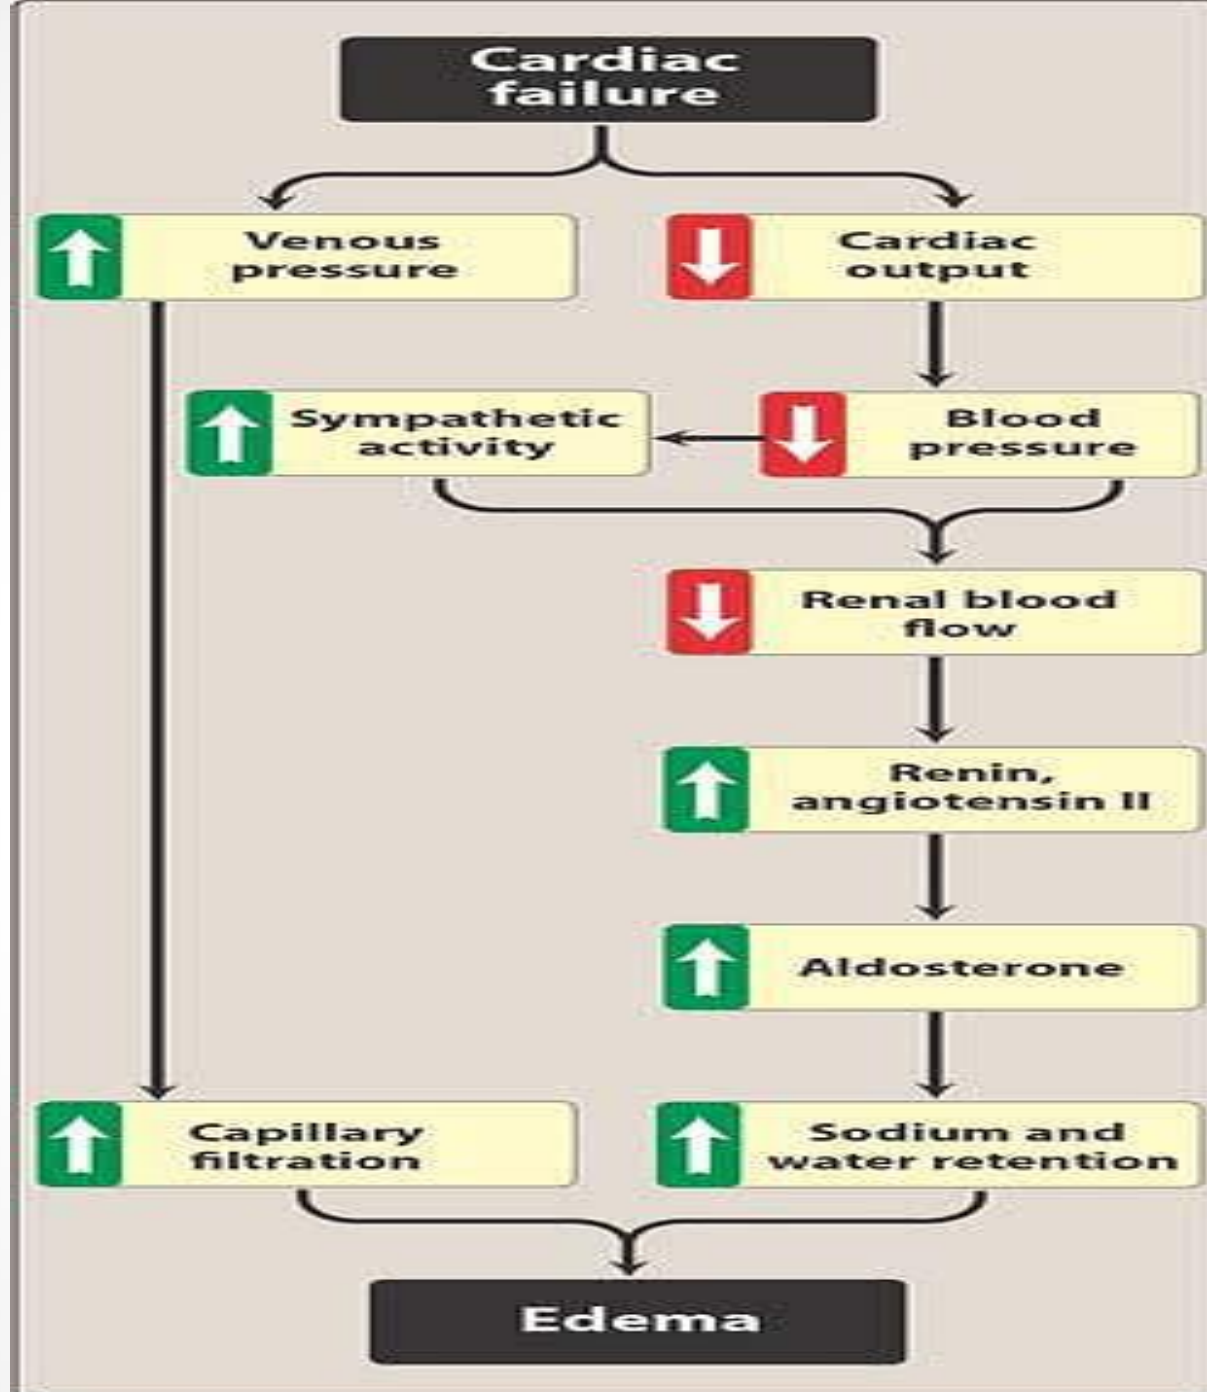 Cardiac
failure
Venous
pressure
Cardiac
output
Sympathetic
activity
Blood
pressure
Renal blood
flow
Renin,
angiotensin II
Aldosterone
Capillary
filtration
Sodium and
water retention
Edema